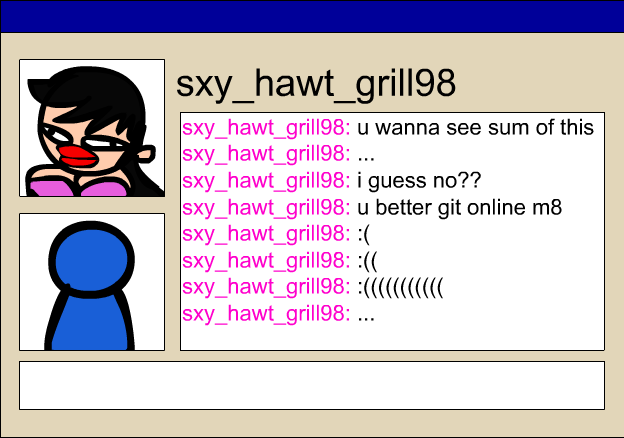 sxy_hawt_grill98
sxy_hawt_grill98: u wanna see sum of this
sxy_hawt_grill98: ...
sxy_hawt_grill98: i guess no??
sxy_hawt_grill98: u better git online m8
sxy_hawt_grill98: :(
sxy_hawt_grill98: :((
sxy_hawt_grill98: :(((((((((((
sxy_hawt_grill98: ...